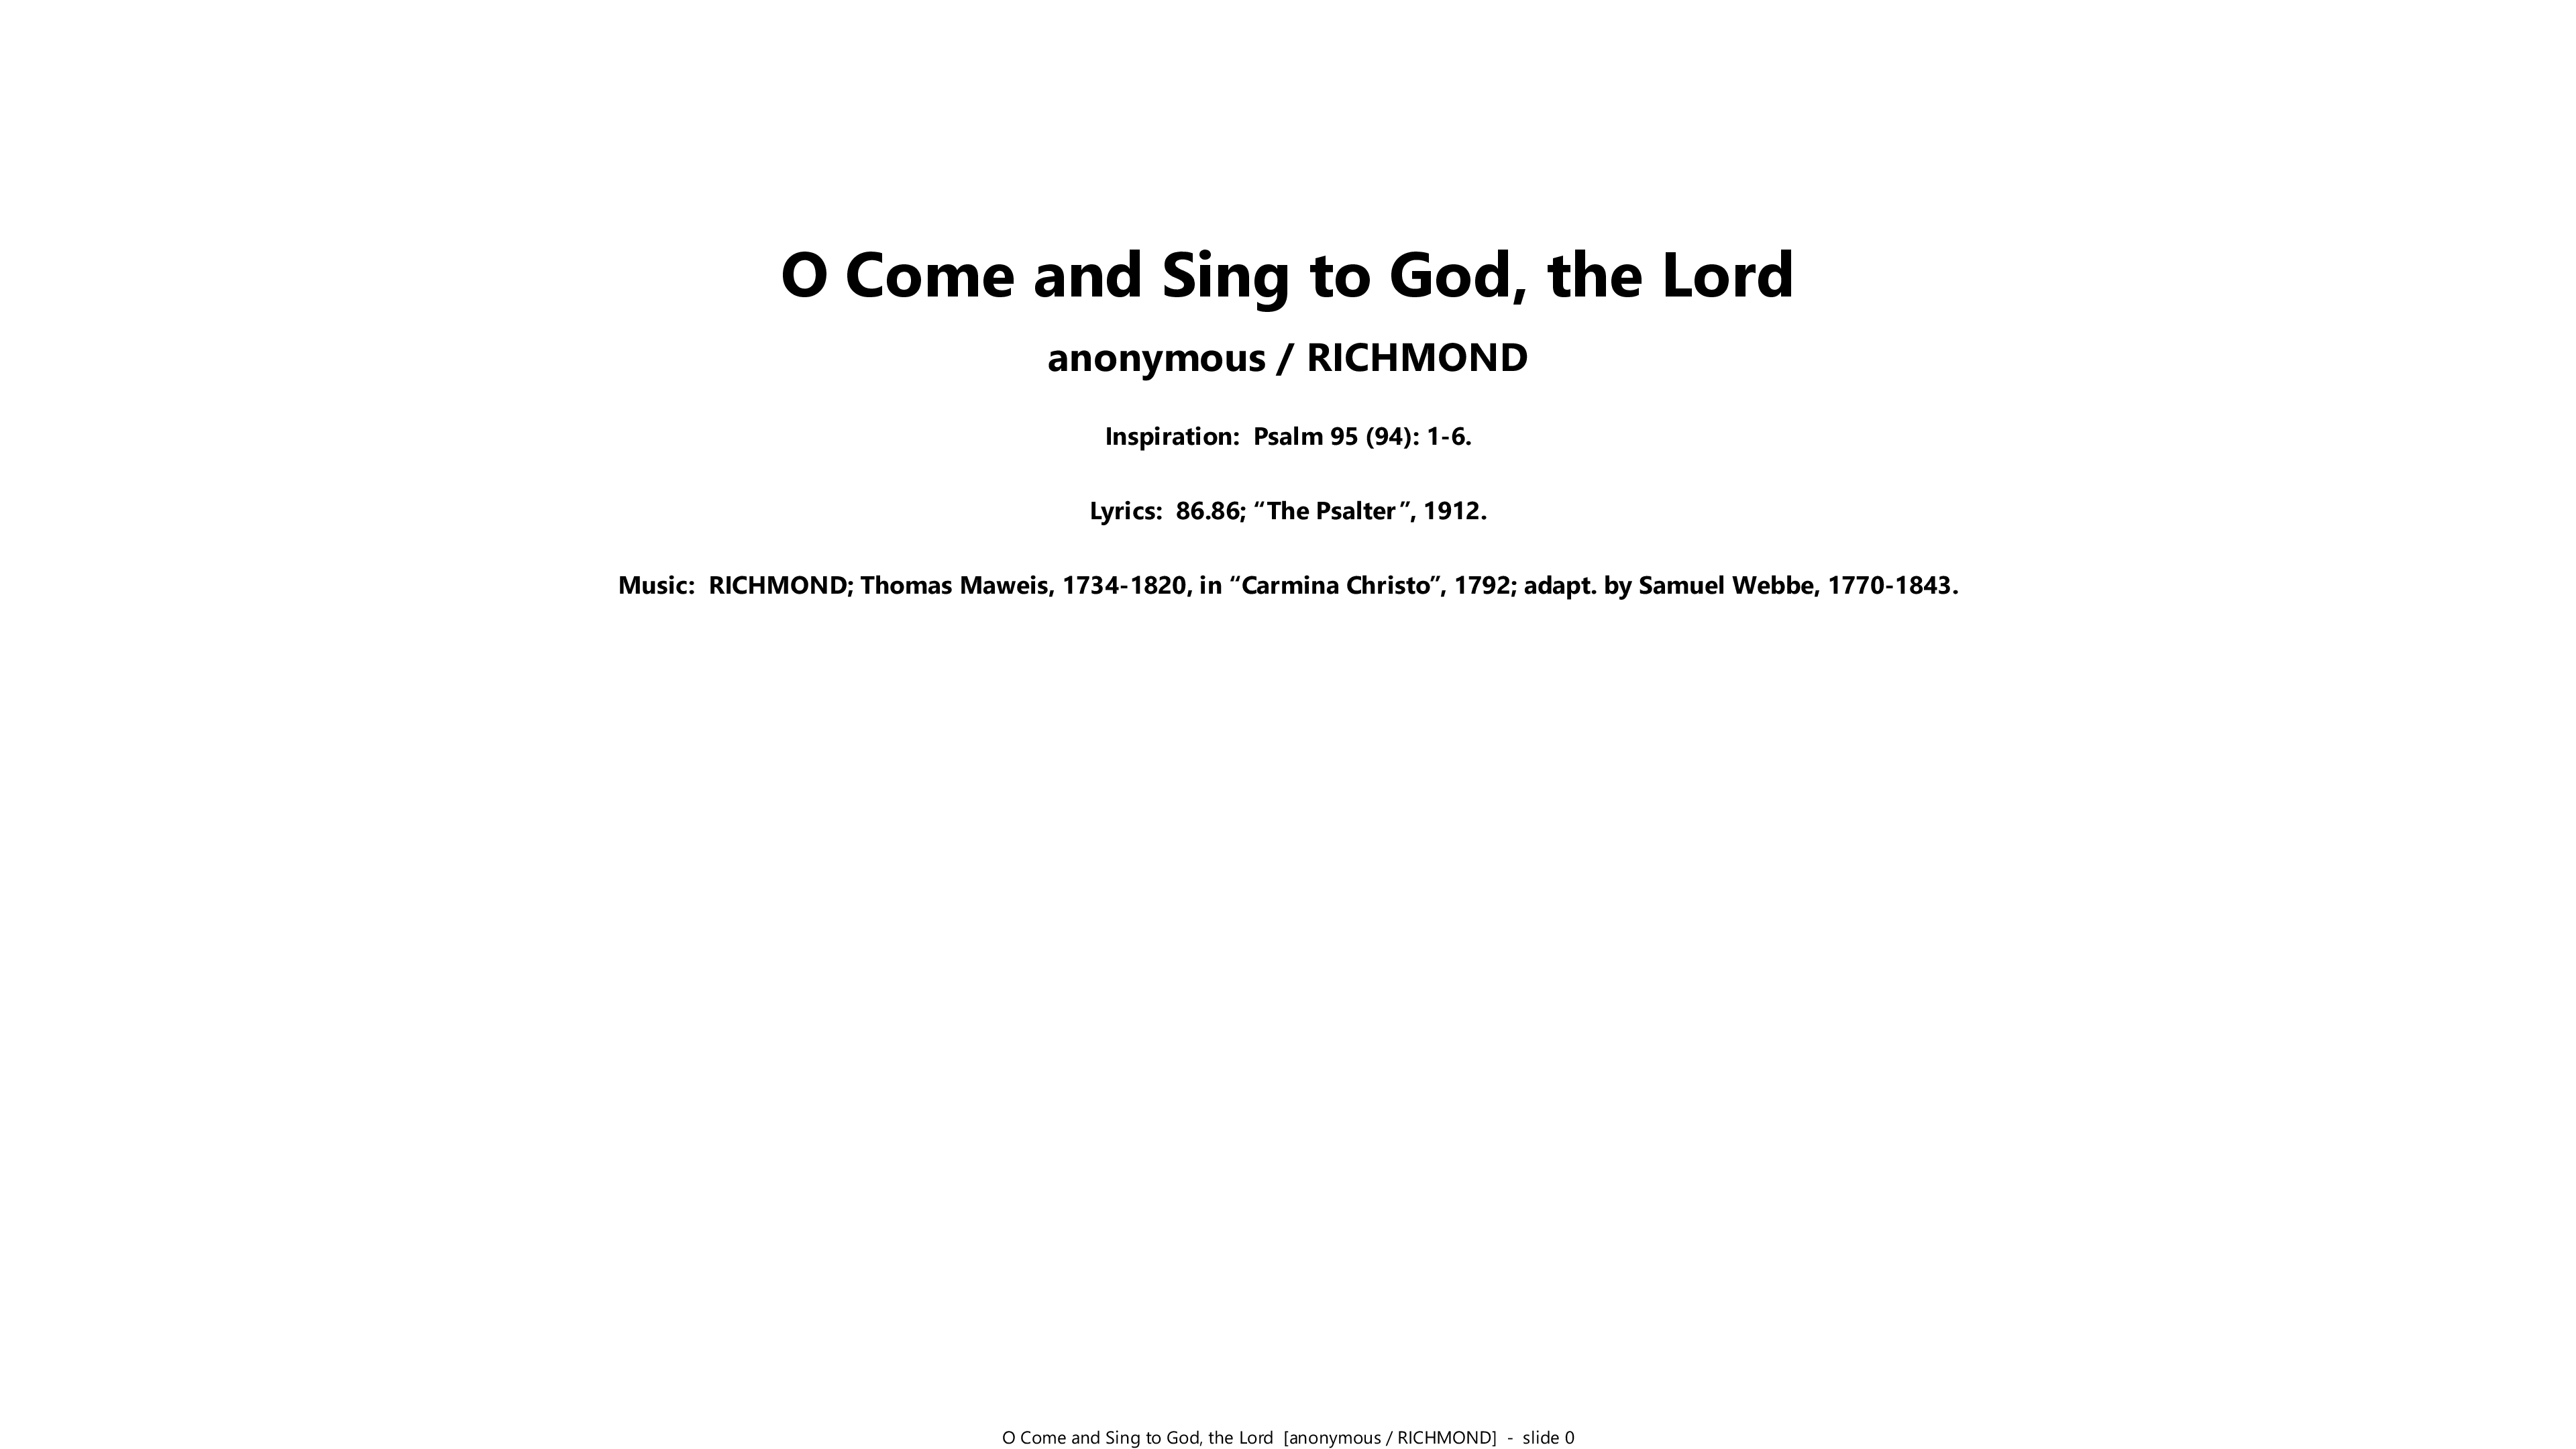 O Come and Sing to God, the Lord
anonymous / RICHMOND
Inspiration:  Psalm 95 (94): 1-6.
Lyrics:  86.86; “The Psalter”, 1912.
Music:  RICHMOND; Thomas Maweis, 1734-1820, in “Carmina Christo”, 1792; adapt. by Samuel Webbe, 1770-1843.
O Come and Sing to God, the Lord  [anonymous / RICHMOND]  -  slide 0